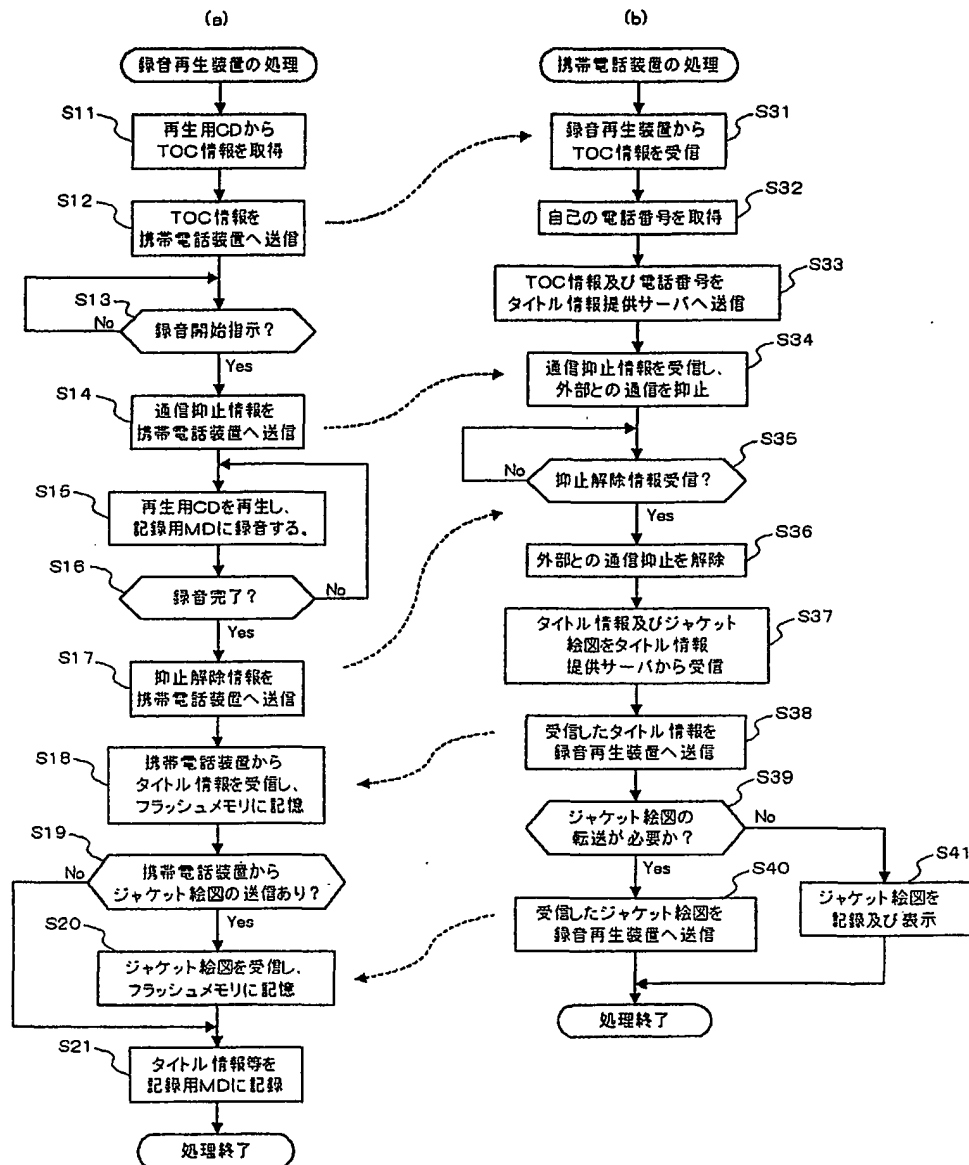 (a)
録音再生装置の処理
S11
再生用CDから
TOC情報を取得
S12
TOC情報を
携帯電話装置へ送信
S13
No
録音開始指示?
Yes
S14
通信抑止情報を
携帯電話装置へ送信
S15
再生用CDを再生し、
記録用MDに録音する。
S16
録音完了?
No
Yes
S17
抑止解除情報を
携帯電話装置へ送信
S18
携帯電話装置から
タイトル情報を受信し、
フラッシュメモリに記憶
S19
No
携帯電話装置から
ジャケット絵図の送信あり?
Yes
S20
ジャケット絵図を受信し、
フラッシュメモリに記憶
S21
タイトル情報等を
記録用MDに記録
処理終了
(b)
携帯電話装置の処理
S31
録音再生装置から
TOC情報を受信
S32
自己の電話番号を取得
S33
TOC情報及び電話番号を
タイトル情報提供サーバへ送信
S34
通信抑止情報を受信し、
外部との通信を抑止
S35
No
抑止解除情報受信?
Yes
S36
外部との通信抑止を解除
S37
タイトル情報及びジャケット
絵図をタイトル情報
提供サーバから受信
S38
受信したタイトル情報を
録音再生装置へ送信
S39
ジャケット絵図の
転送が必要か?
No
Yes
S40
受信したジャケット絵図を
録音再生装置へ送信
S41
ジャケット絵図を
記録及び表示
処理終了